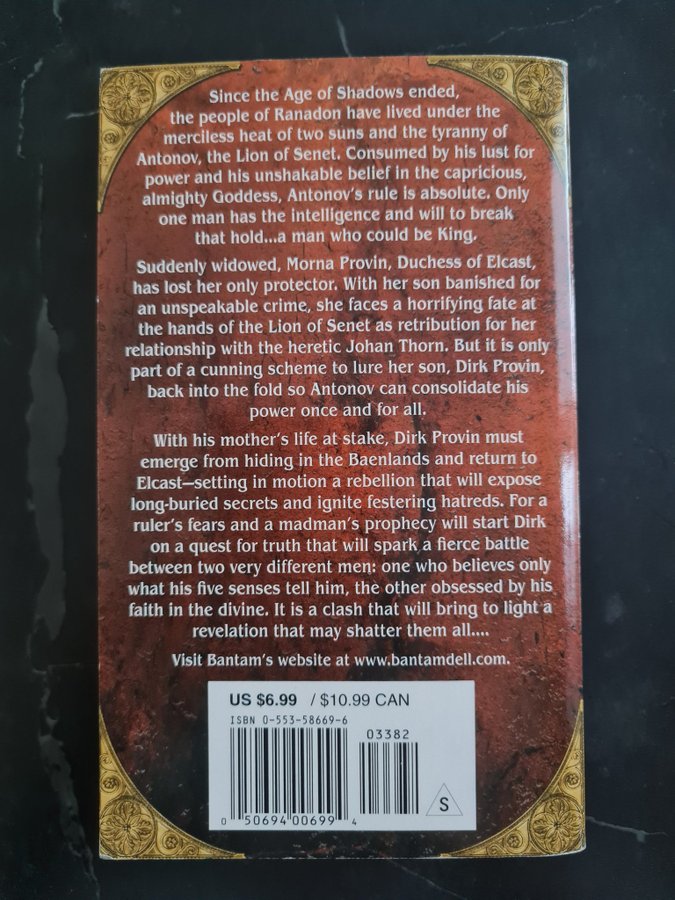 Since the Age of Shadows ended,
the people of Ranadon have lived under the
merciless heat of two suns and the tyranny of
Antonov, the Lion of Senet. Consumed by his lust for
power and his unshakable belief in the capricious,
almighty Goddess, Antonov's rule is absolute. Only
one man has the intelligence and will to break
that hold...a man who could be King.
Suddenly widowed, Morna Provin, Duchess of Elcast,
has lost her only protector. With her son banished for
an unspeakable crime, she faces a horrifying fate at
the hands of the Lion of Senet as retribution for her
relationship with the heretic Johan Thorn. But it is only
part of a cunning scheme to lure her son, Dirk Provin,
back into the fold so Antonov can consolidate his
power once and for all.
With his mother's life at stake, Dirk Provin must
emerge from hiding in the Baenlands and return to
Elcast—setting in motion a rebellion that will expose
long-buried secrets and ignite festering hatreds. For a
ruler's fears and a madman's prophecy will start Dirk
on a quest for truth that will spark a fierce battle
between two very different men: one who believes only
what his five senses tell him, the other obsessed by his
faith in the divine. It is a clash that will bring to light a
revelation that may shatter them all....
Visit Bantam's website at www.bantamdell.com.
US $6.99 / $10.99 CAN
ISBN 0-553-58669-6
03382
S
0 50694 00699 4